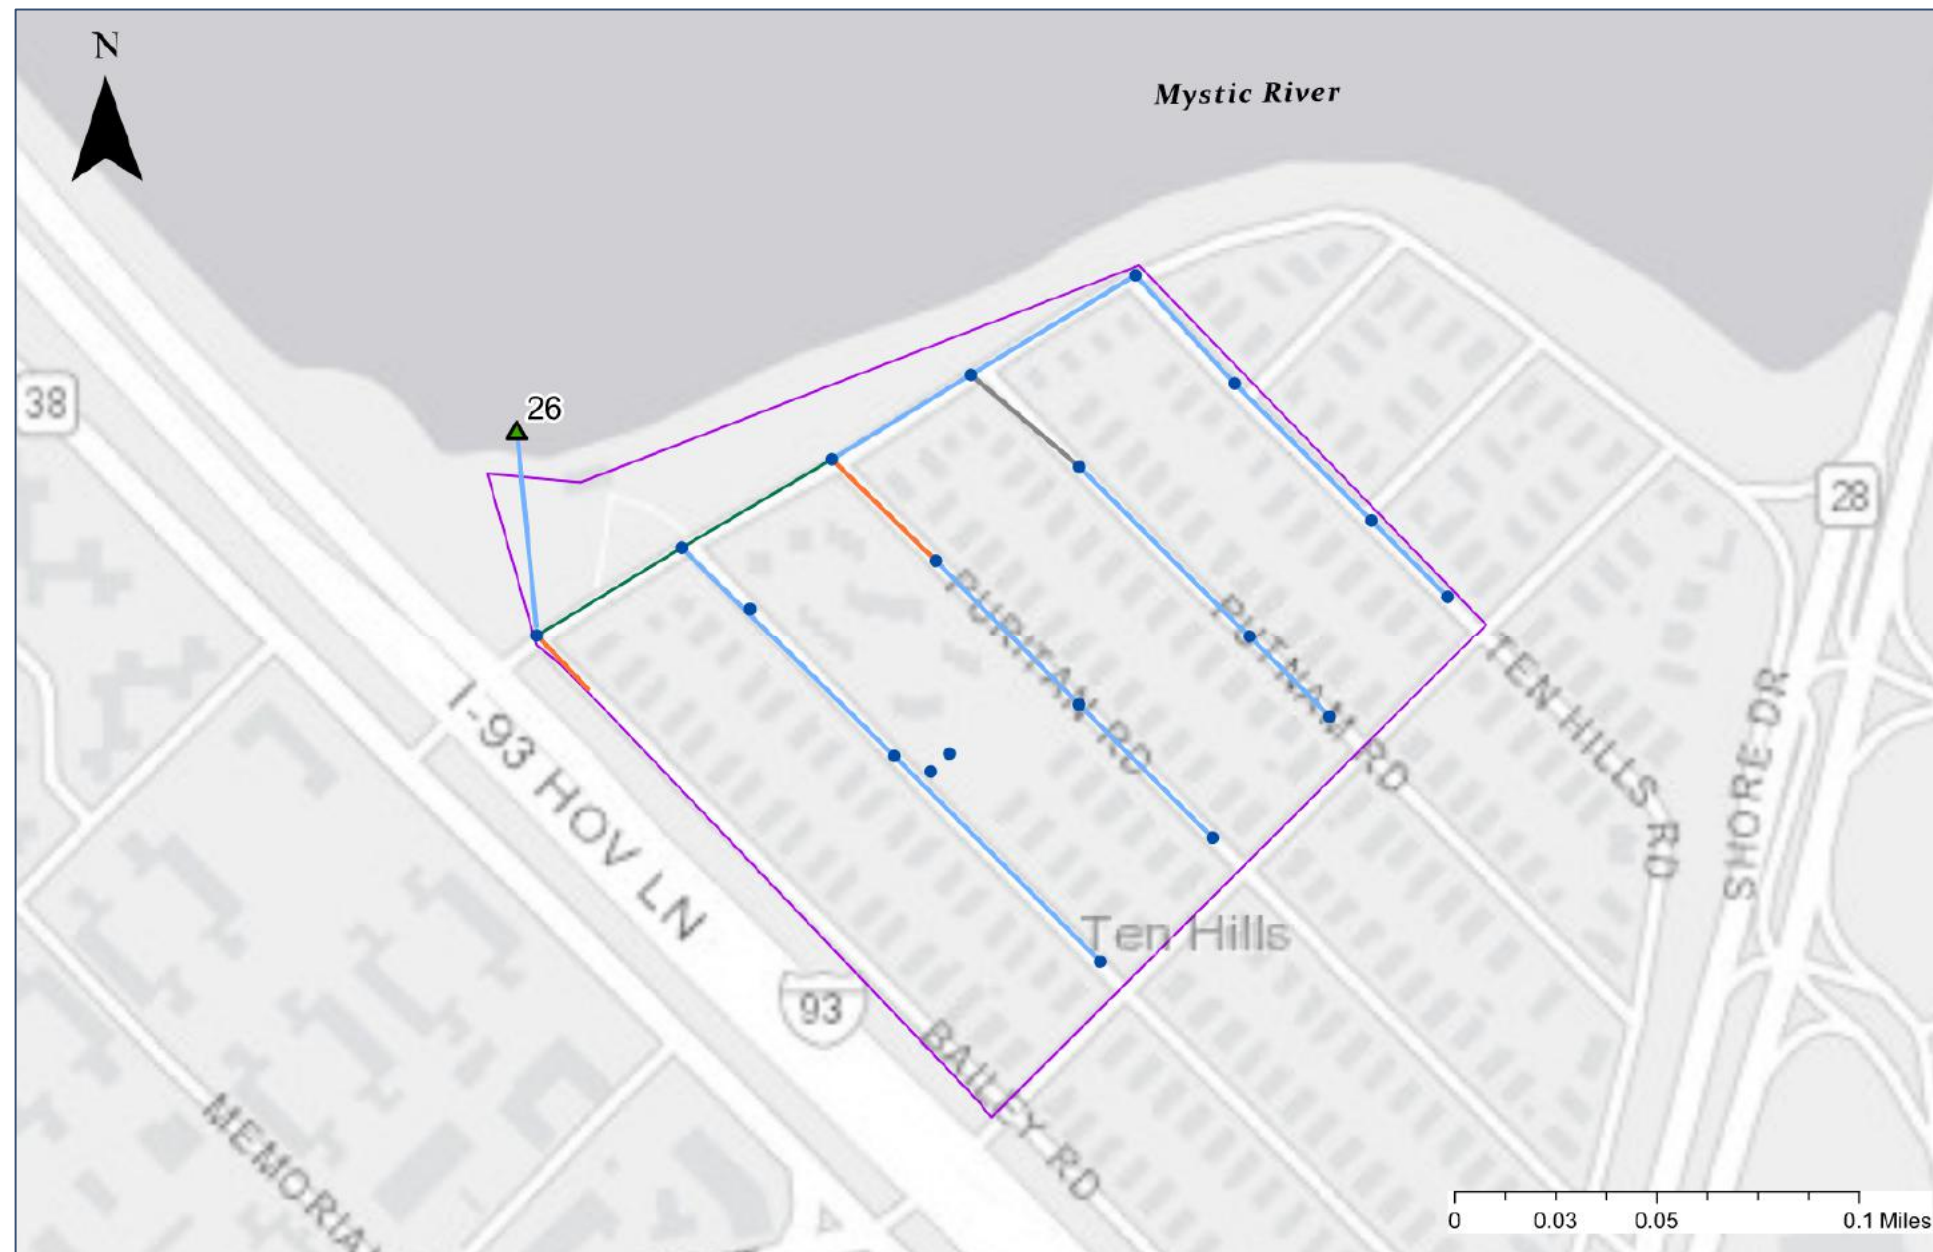 N
Mystic River
38
26
28
PURITAN RD
PUTNAM RD
TEN HILLS RD
SHORE DR
I-93 HOV LN
Ten Hills
93
BAILEY RD
0 0.03 0.05 0.1 Miles